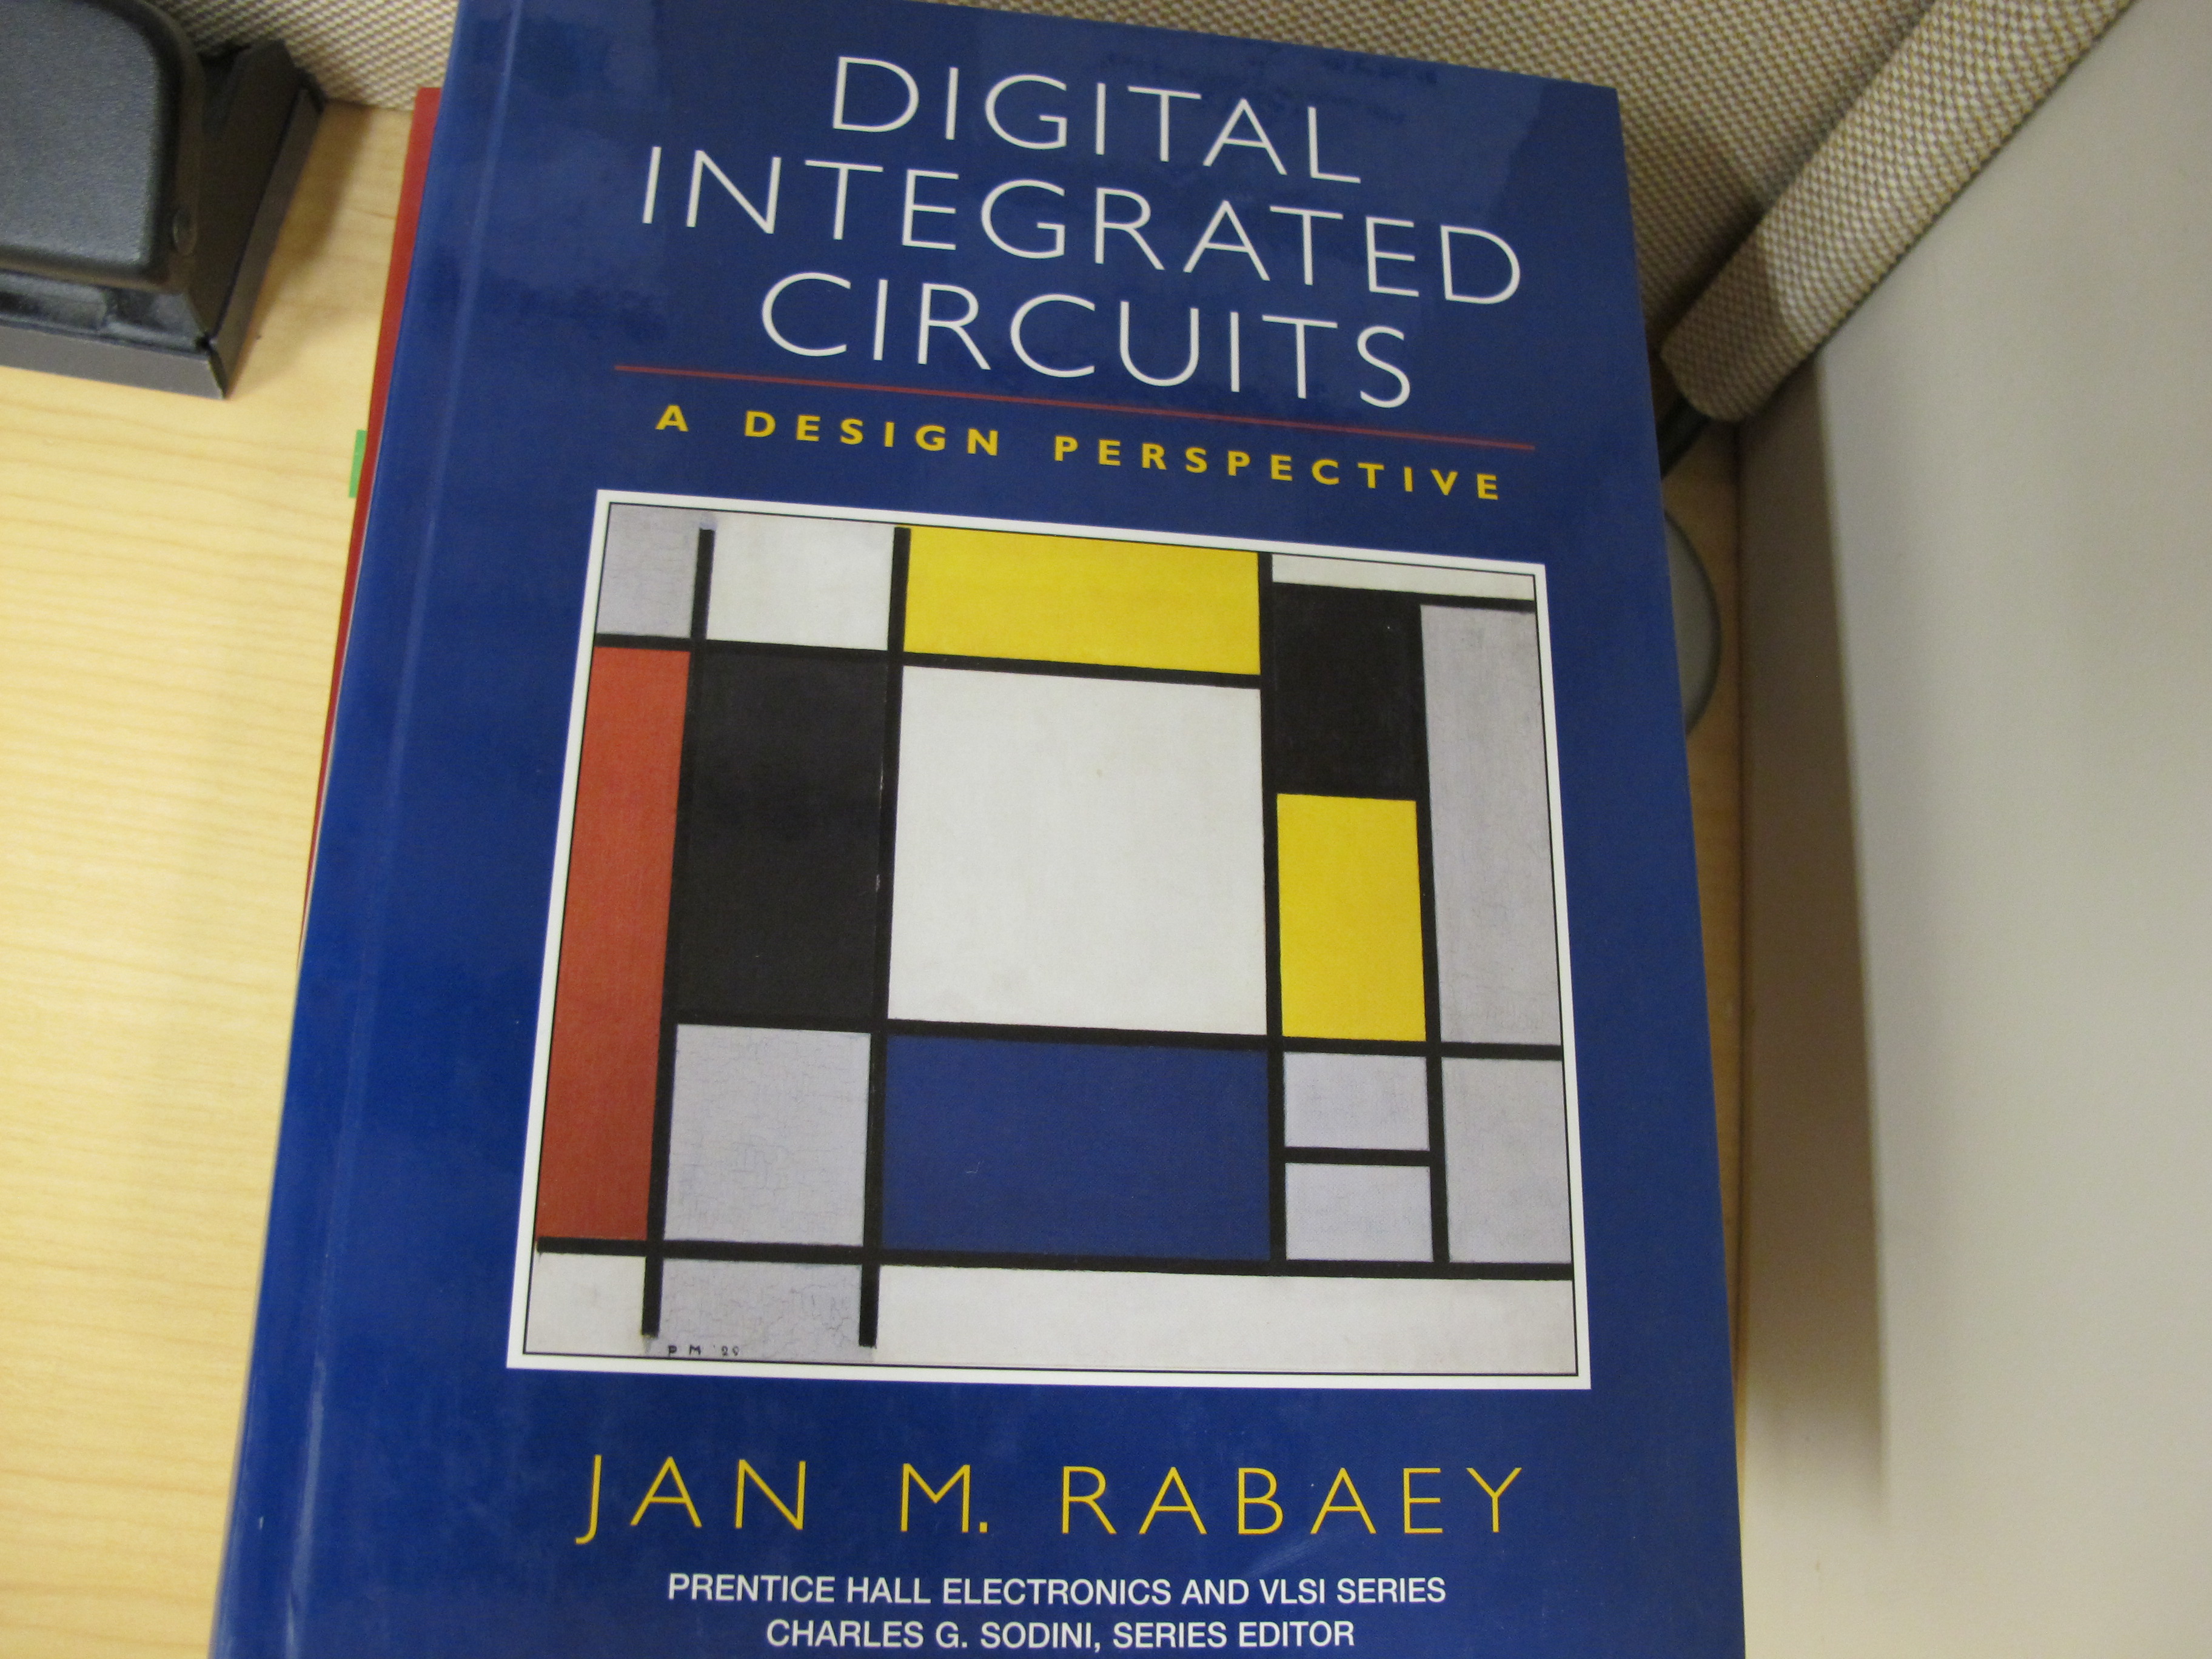 DIGITAL
INTEGRATED
CIRCUITS
A DESIGN PERSPECTIVE
P M
JAN M. RABAEY
PRENTICE HALL ELECTRONICS AND VLSI SERIES
CHARLES G. SODINI, SERIES EDITOR